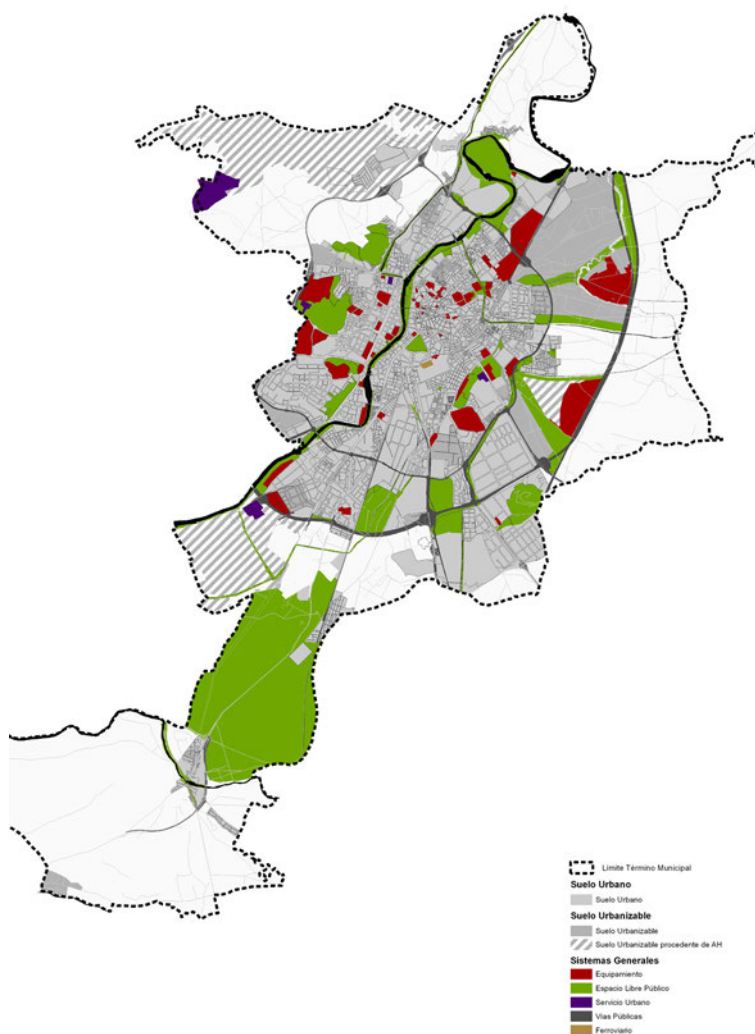 Límite Término Municipal
Suelo Urbano
Suelo Urbano
Suelo Urbanizable
Suelo Urbanizable
Suelo Urbanizable procedente de AH
Sistemas Generales
Equipamiento
Espacio Libre Público
Servicio Urbano
Vías Públicas
Ferroviario